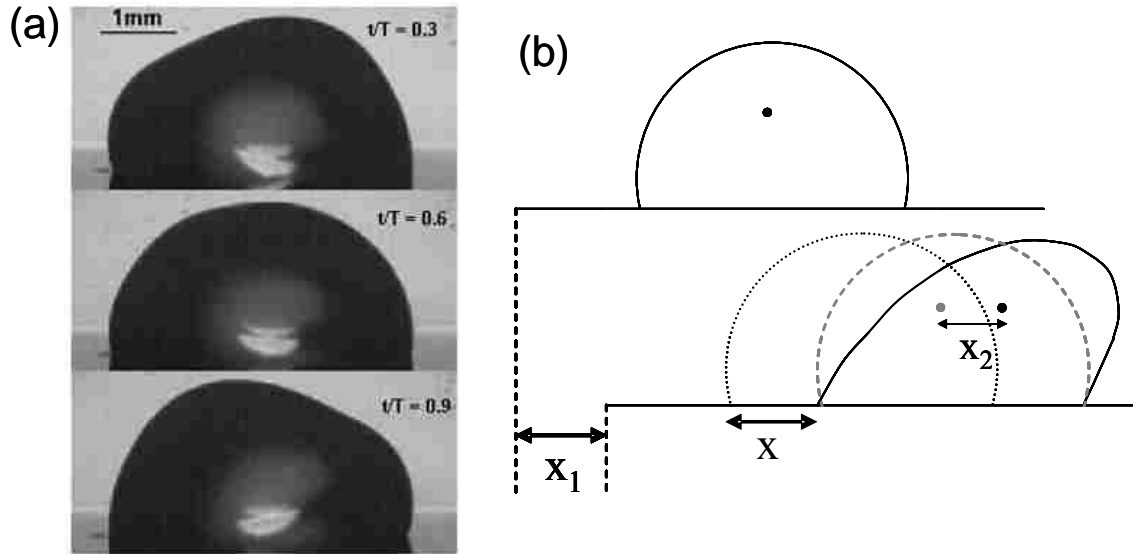 (a)
1mm
t/T = 0.3
t/T = 0.6
t/T = 0.9
(b)
x₂
x
x₁